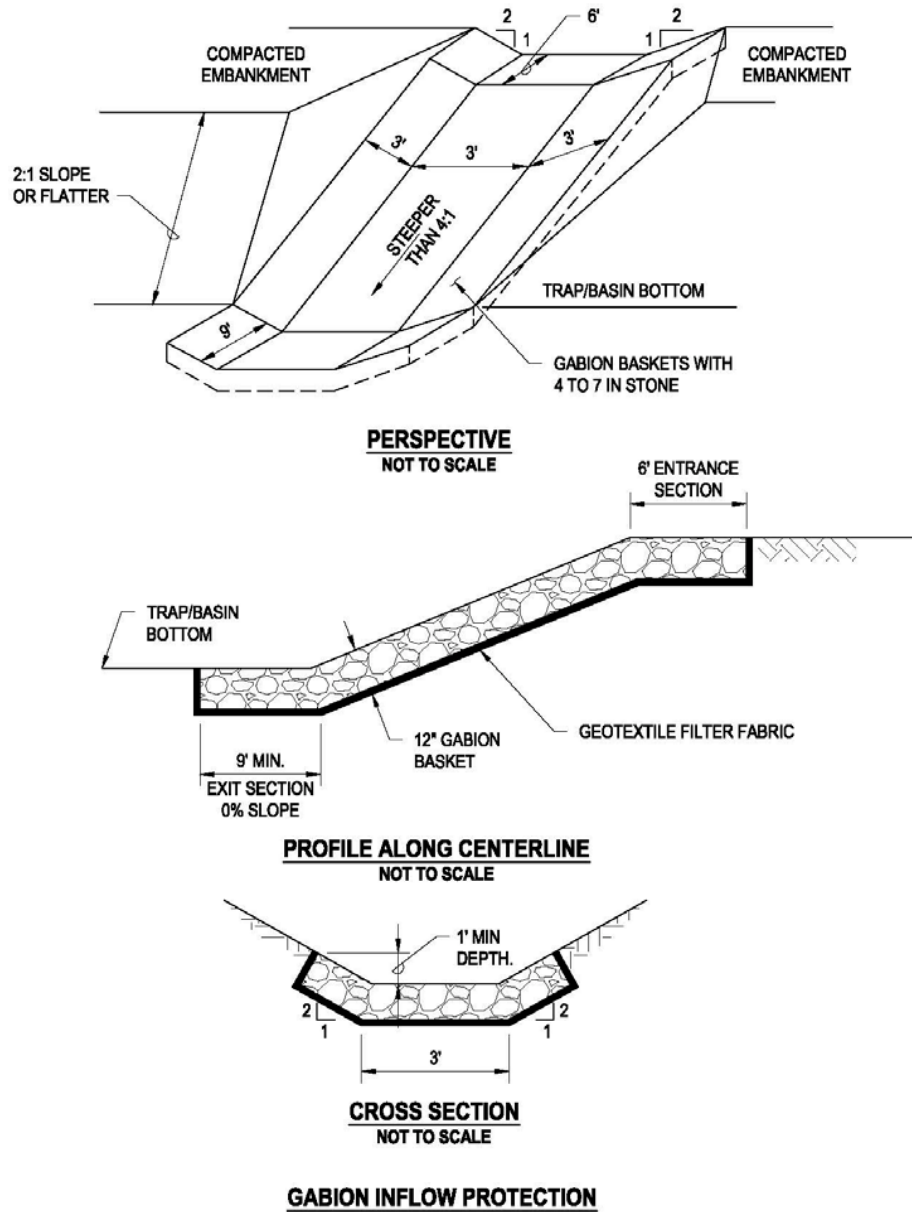 2
1
6'
2
1
COMPACTED
EMBANKMENT
COMPACTED
EMBANKMENT
3'
3'
3'
2:1 SLOPE
OR FLATTER
STEEPER
THAN 4:1
TRAP/BASIN BOTTOM
9'
GABION BASKETS WITH
4 TO 7 IN STONE
PERSPECTIVE
NOT TO SCALE
6' ENTRANCE
SECTION
TRAP/BASIN
BOTTOM
GEOTEXTILE FILTER FABRIC
12" GABION
BASKET
9' MIN.
EXIT SECTION
0% SLOPE
PROFILE ALONG CENTERLINE
NOT TO SCALE
1' MIN
DEPTH.
2
1
2
1
3'
CROSS SECTION
NOT TO SCALE
GABION INFLOW PROTECTION